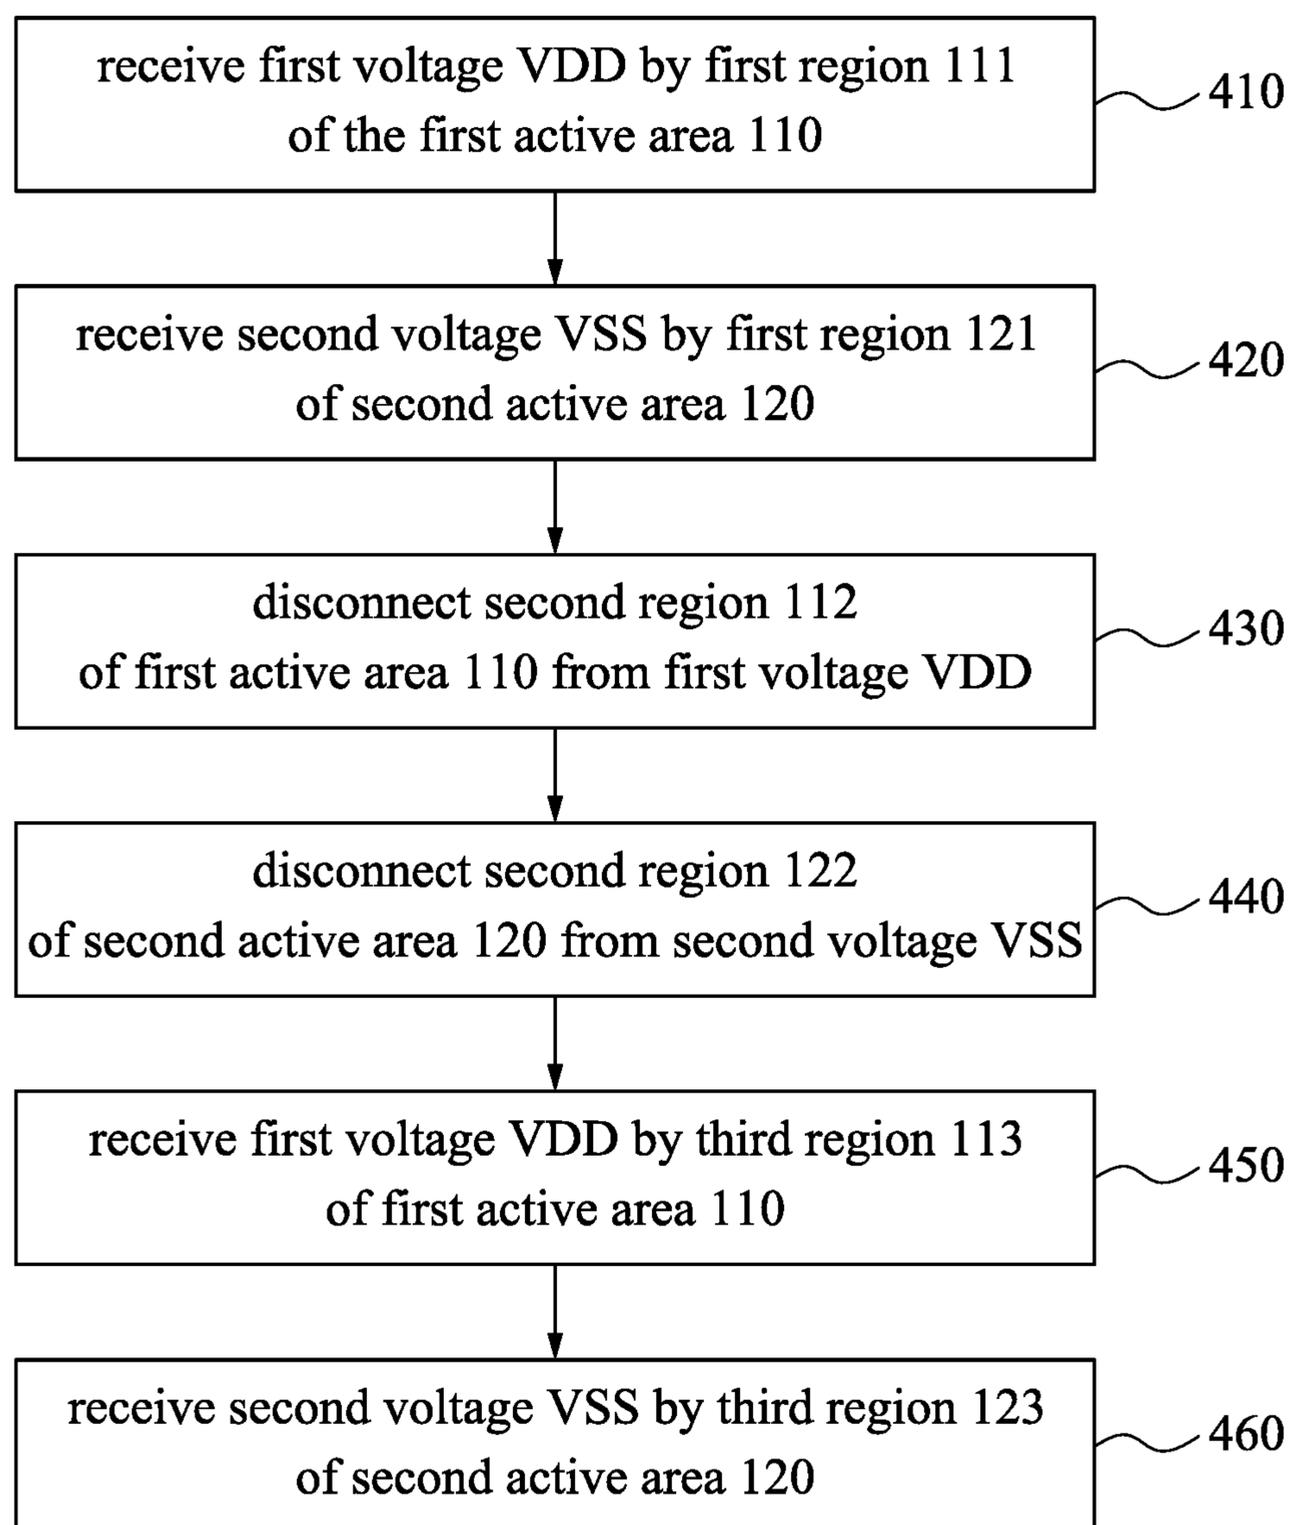 receive first voltage VDD by first region 111
of the first active area 110
410
receive second voltage VSS by first region 121
of second active area 120
420
disconnect second region 112
of first active area 110 from first voltage VDD
430
disconnect second region 122
of second active area 120 from second voltage VSS
440
receive first voltage VDD by third region 113
of first active area 110
450
receive second voltage VSS by third region 123
of second active area 120
460